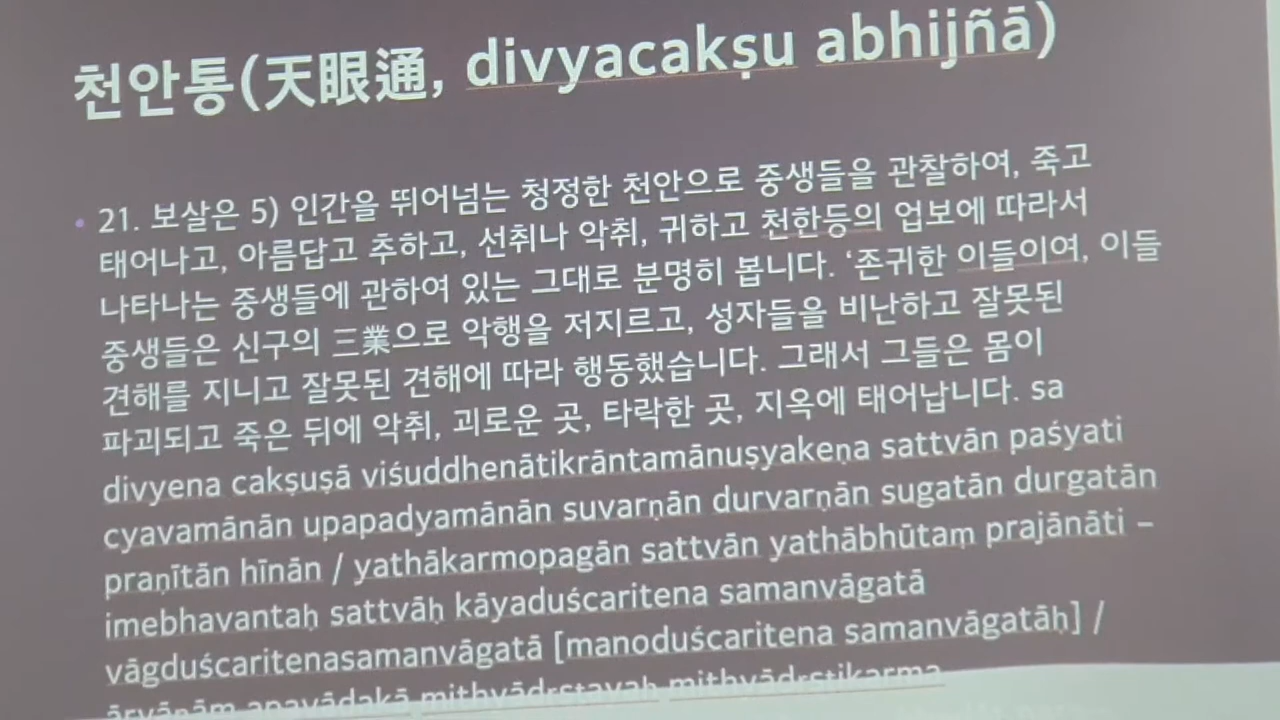 천안통(天眼通, divyacakṣu abhijñā)
• 21. 보살은 5) 인간을 뛰어넘는 청정한 천안으로 중생들을 관찰하여, 죽고
태어나고, 아름답고 추하고, 선취나 악취, 귀하고 천한등의 업보에 따라서
나타나는 중생들에 관하여 있는 그대로 분명히 봅니다. ‘존귀한 이들이여, 이들
중생들은 신구의 三業으로 악행을 저지르고, 성자들을 비난하고 잘못된
견해를 지니고 잘못된 견해에 따라 행동했습니다. 그래서 그들은 몸이
파괴되고 죽은 뒤에 악취, 괴로운 곳, 타락한 곳, 지옥에 태어납니다. sa
divyena cakṣuṣā viśuddhenātikrāntamānuṣyakeṇa sattvān paśyati
cyavamānān upapadyamānān suvarṇān durvarṇān sugatān durgatān
praṇītān hīnān / yathākarmopagān sattvān yathābhūtaṃ prajānāti –
imebhavantaḥ sattvāḥ kāyaduścaritena samanvāgatā
vāgduścaritenasamanvāgatā [manoduścaritena samanvāgatāḥ] /
āryāṇām apavādakā mithyādṛṣṭayaḥ mithyādṛṣṭikarma